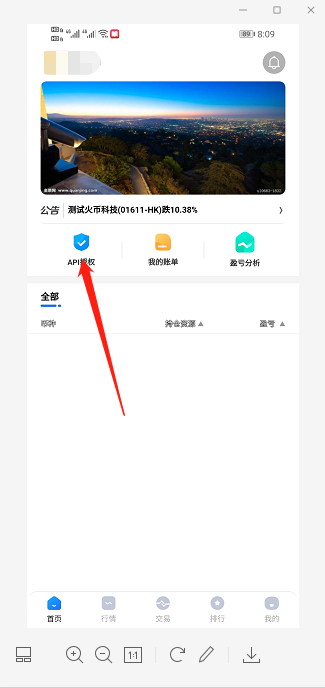 89 8:09
全景网 www.quanjing.com
公告 测试火币科技(01611-HK)跌10.38%
API授权 我的账单 盈亏分析
全部
币种 持仓资源 盈亏
首页 行情 交易 排行 我的
1:1